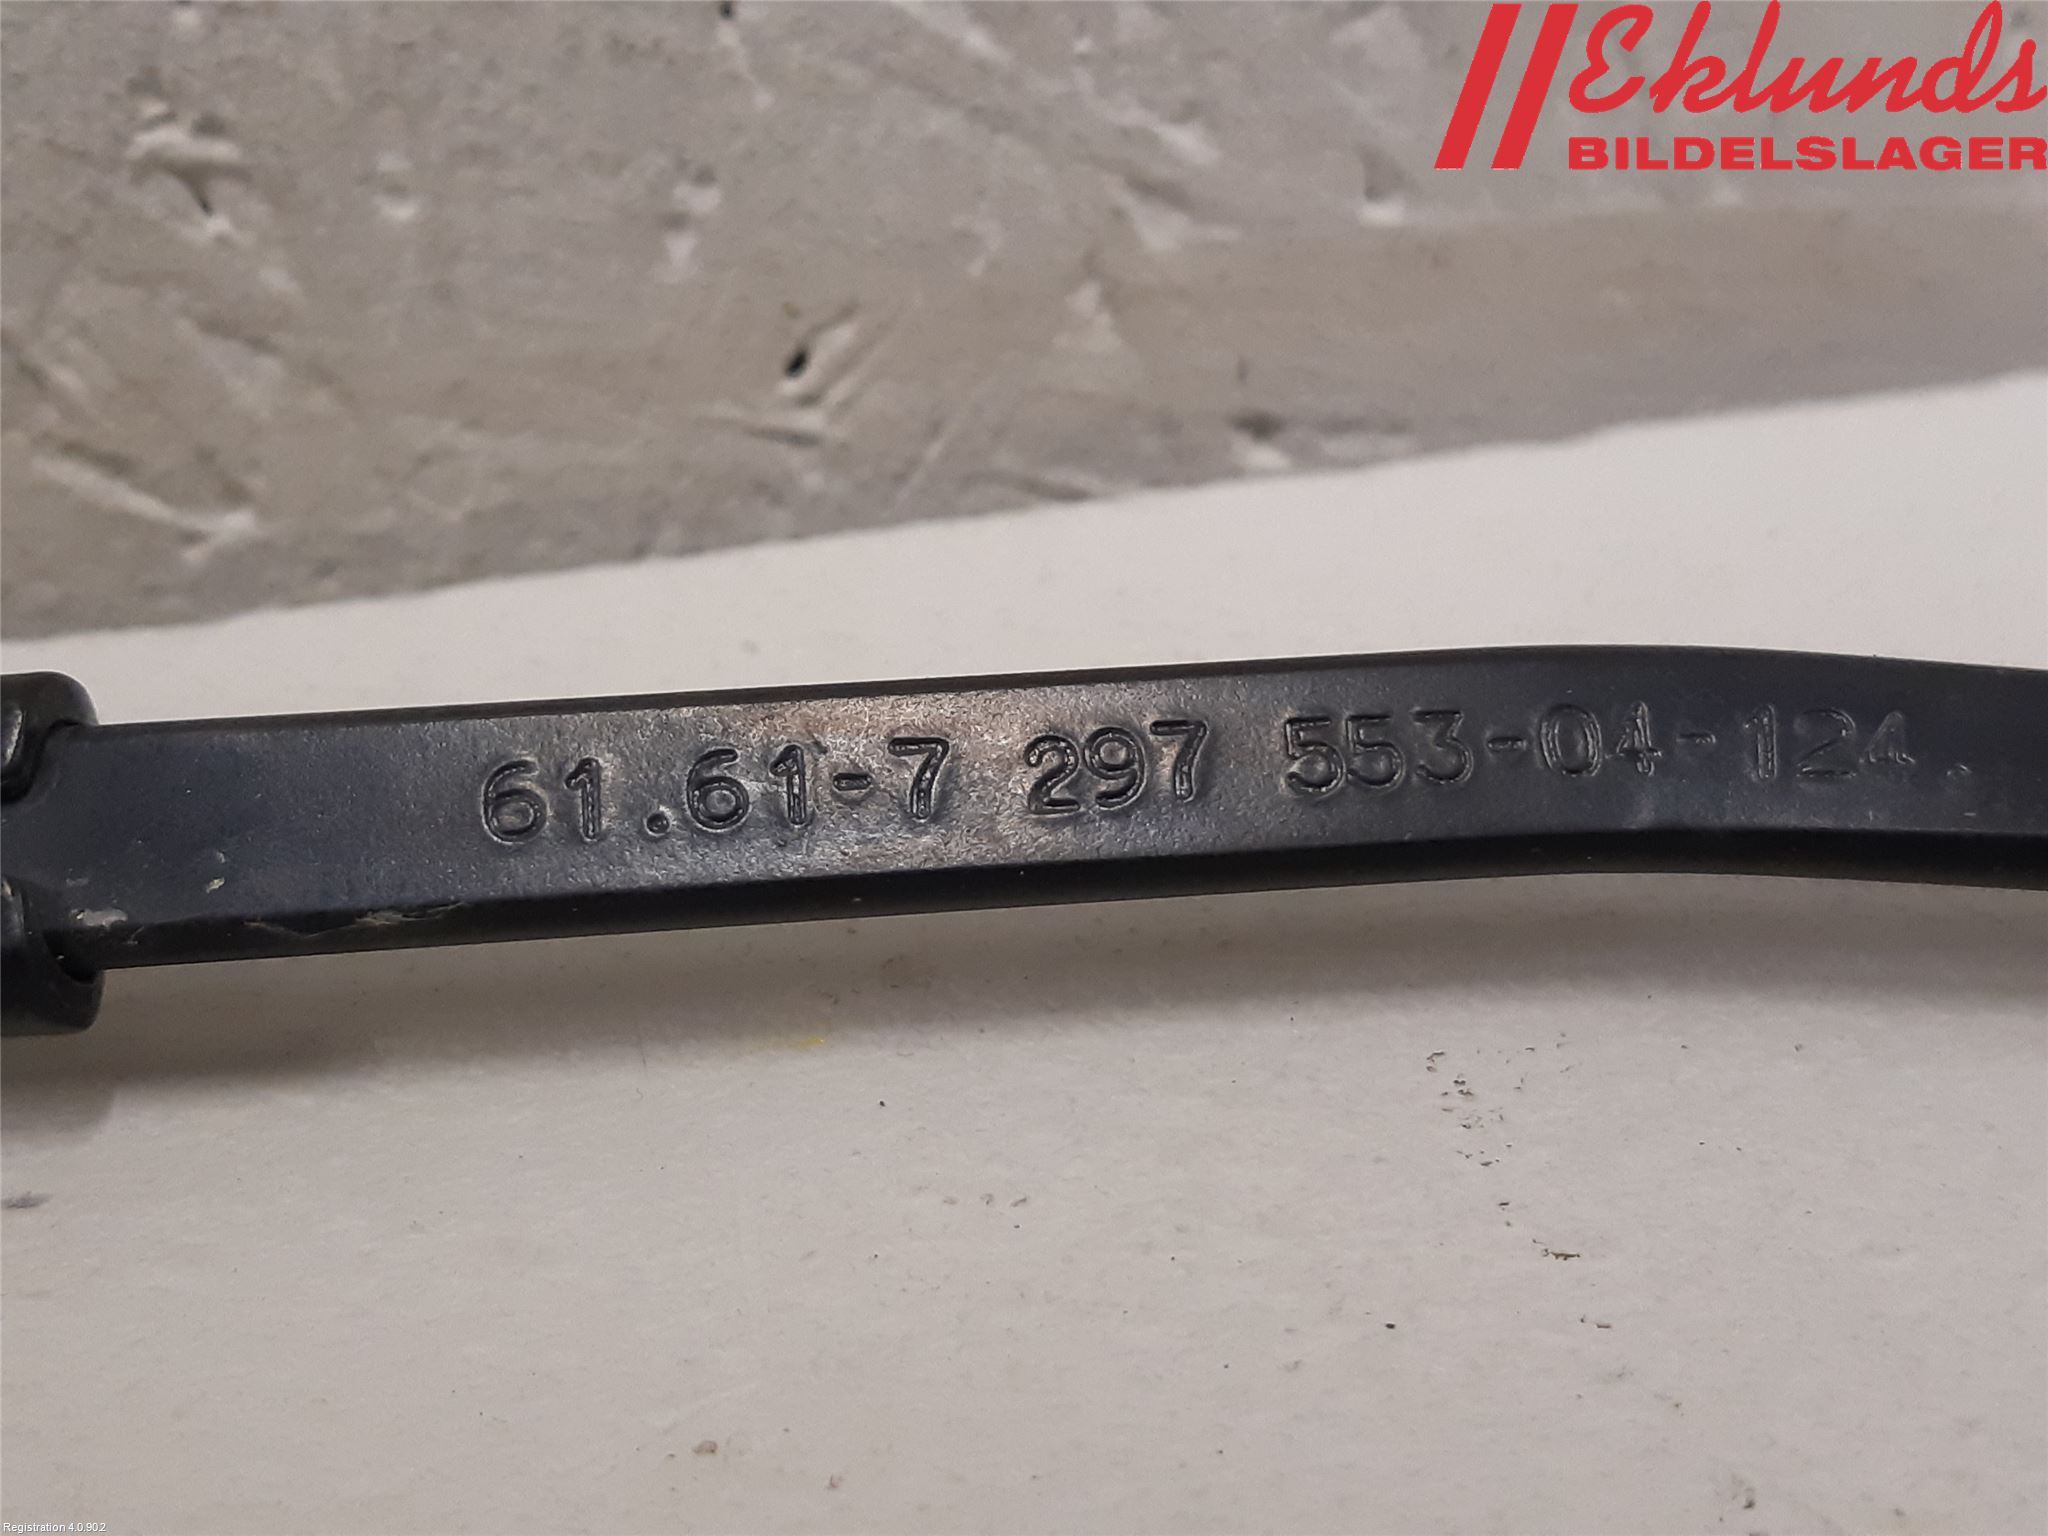 Eklunds
BILDELSLAGER
61.61-7 297 553-04-124.
Registration 4.0.902